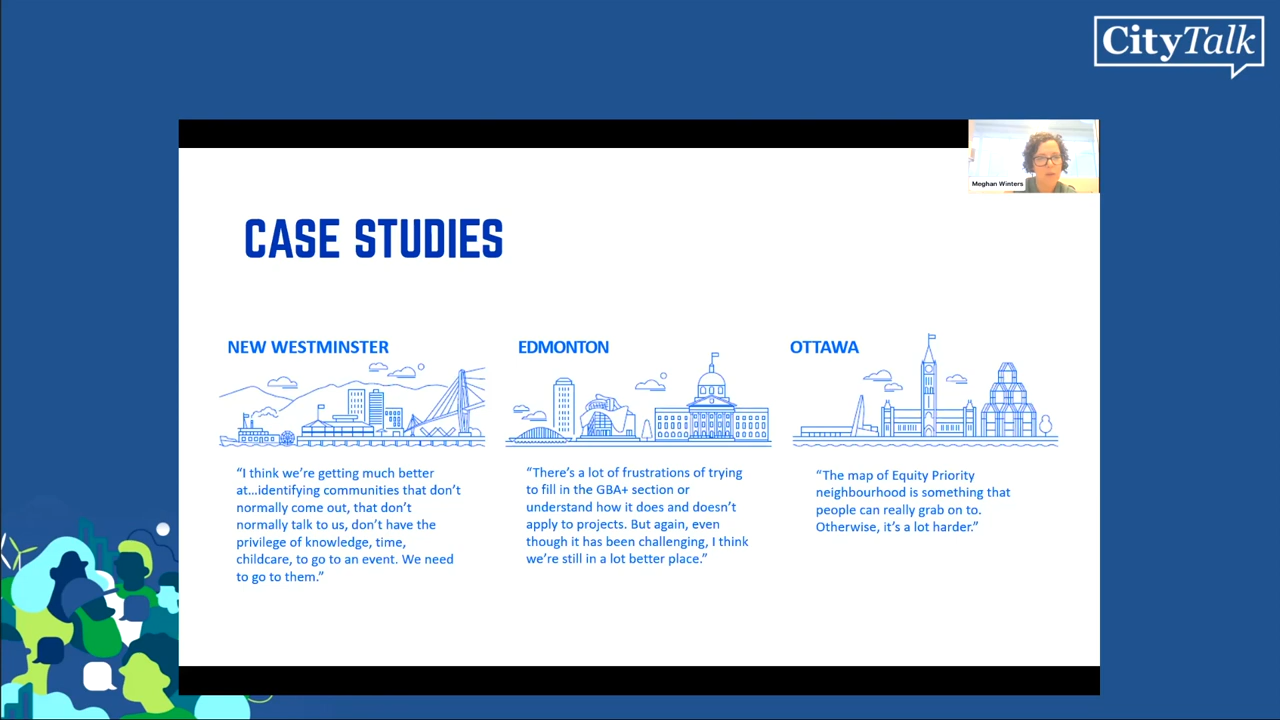 CityTalk
Meghan Winters
CASE STUDIES
NEW WESTMINSTER
“I think we’re getting much better
at...identifying communities that don’t
normally come out, that don’t
normally talk to us, don’t have the
privilege of knowledge, time,
childcare, to go to an event. We need
to go to them.”
EDMONTON
“There’s a lot of frustrations of trying
to fill in the GBA+ section or
understand how it does and doesn’t
apply to projects. But again, even
though it has been challenging, I think
we’re still in a lot better place.”
OTTAWA
“The map of Equity Priority
neighbourhood is something that
people can really grab on to.
Otherwise, it’s a lot harder.”